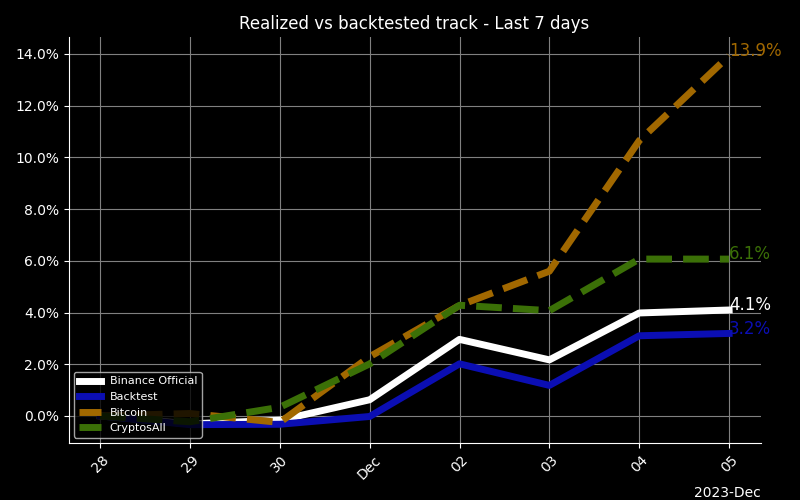 Realized vs backtested track - Last 7 days
14.0%
12.0%
10.0%
8.0%
6.0%
4.0%
2.0%
0.0%
13.9%
6.1%
4.1%
3.2%
Binance Official
Backtest
Bitcoin
CryptosAll
28
29
30
Dec
02
03
04
05
2023-Dec